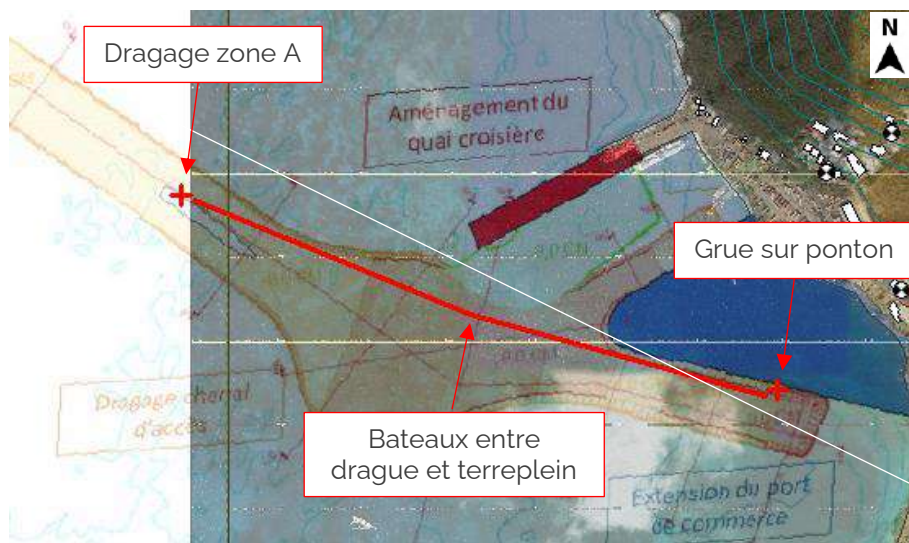 Dragage zone A
N
Aménagement du
quai croisière
Grue sur ponton
Dragage chenal
d'accès
Bateaux entre
drague et terreplein
Extension du port
de commerce